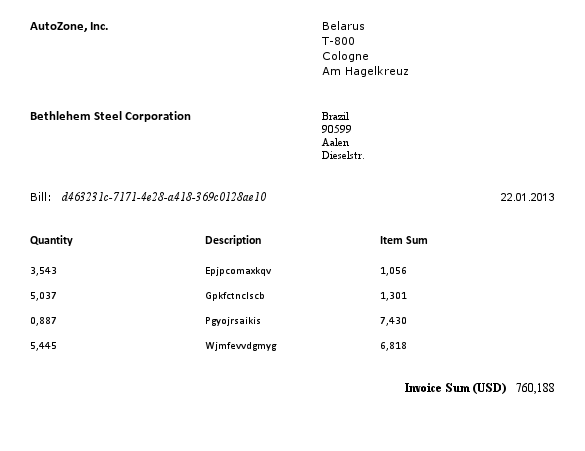 AutoZone, Inc.
Belarus
T-800
Cologne
Am Hagelkreuz
Bethlehem Steel Corporation
Brazil
90599
Aalen
Dieselstr.
Bill: d463231c-7171-4e28-a418-369c0128ae10 22.01.2013
Quantity Description Item Sum
3,543 Epjpcomaxkqv 1,056
5,037 Gpkfctnclscb 1,301
0,887 Pgyojrsaikis 7,430
5,445 Wjmfevvdgmyg 6,818
Invoice Sum (USD) 760,188